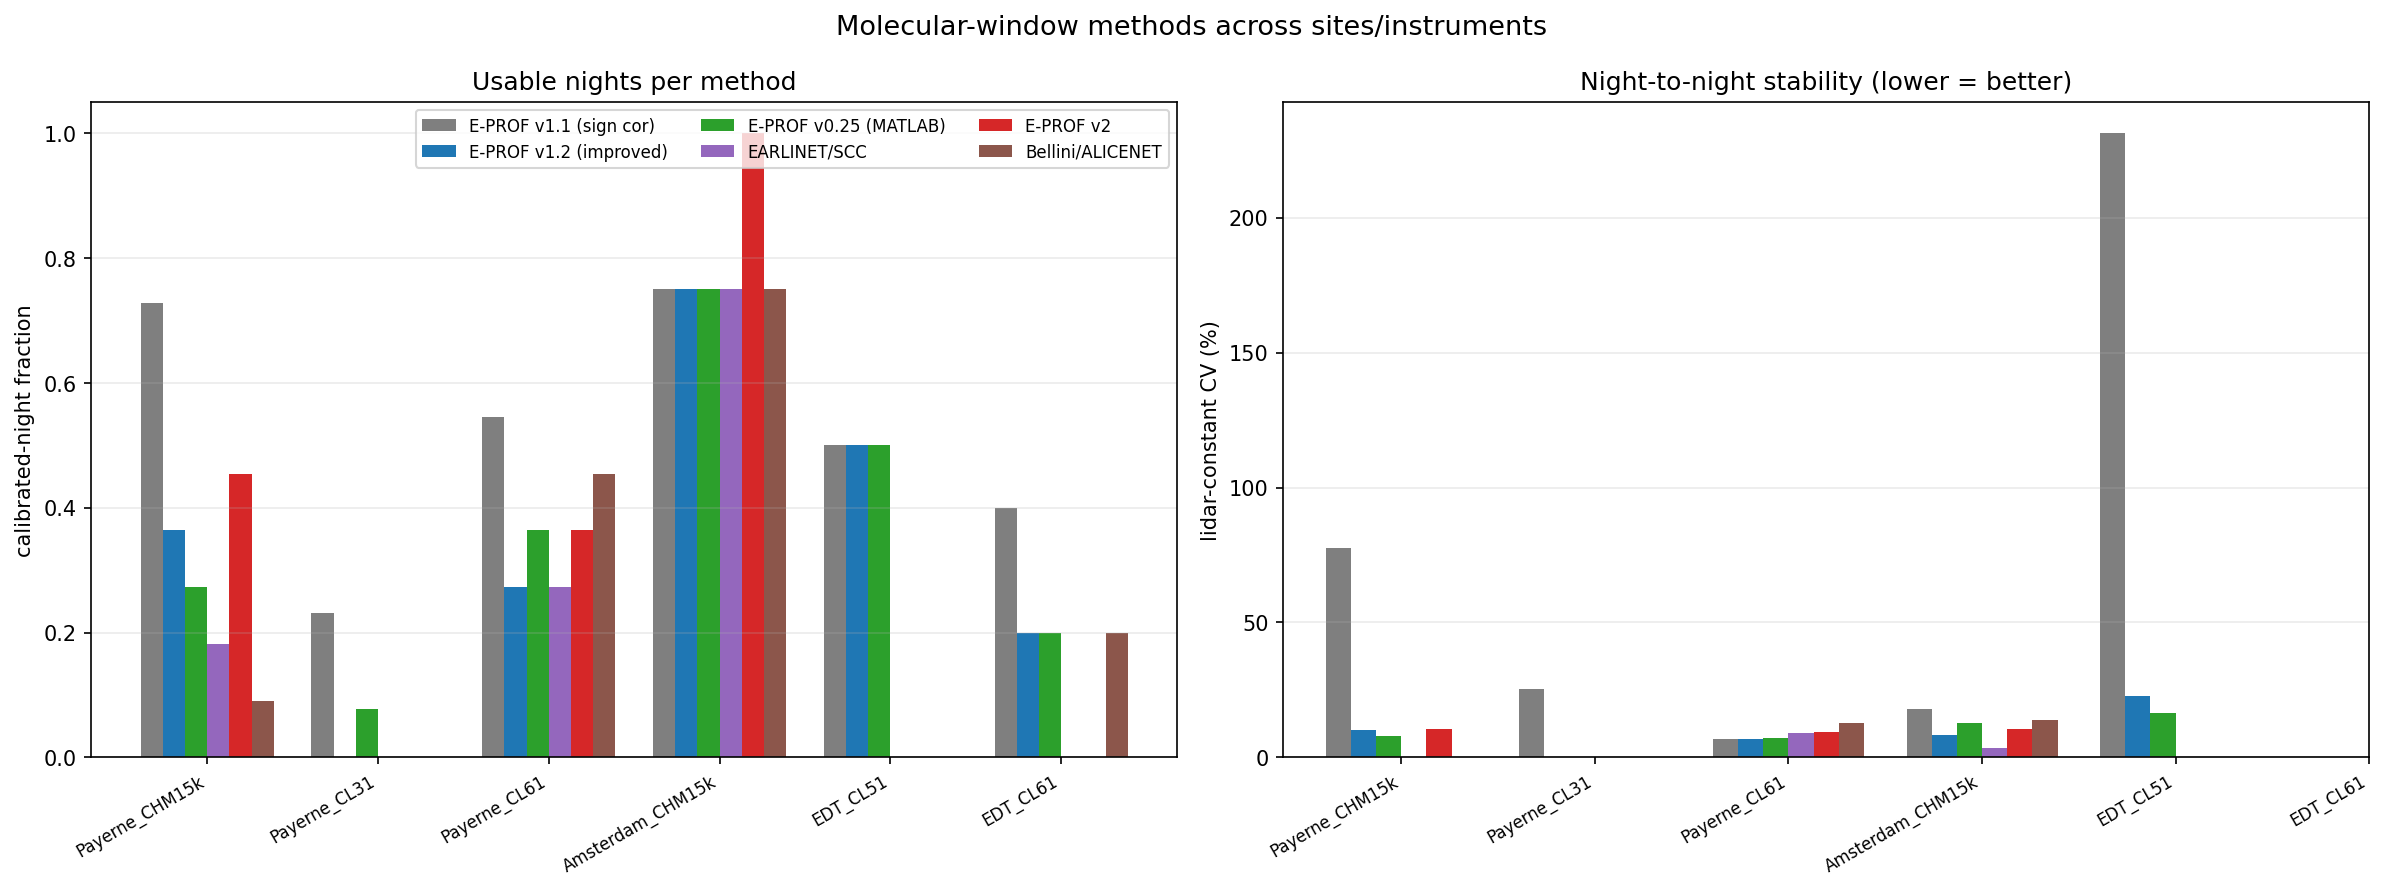 Molecular-window methods across sites/instruments
Usable nights per method
calibrated-night fraction
1.0
0.8
0.6
0.4
0.2
0.0
E-PROF v1.1 (sign cor)
E-PROF v1.2 (improved)
E-PROF v0.25 (MATLAB)
EARLINET/SCC
E-PROF v2
Bellini/ALICENET
Payerne_CHM15k
Payerne_CL31
Payerne_CL61
Amsterdam_CHM15k
EDT_CL51
EDT_CL61
Night-to-night stability (lower = better)
lidar-constant CV (%)
200
150
100
50
0
Payerne_CHM15k
Payerne_CL31
Payerne_CL61
Amsterdam_CHM15k
EDT_CL51
EDT_CL61